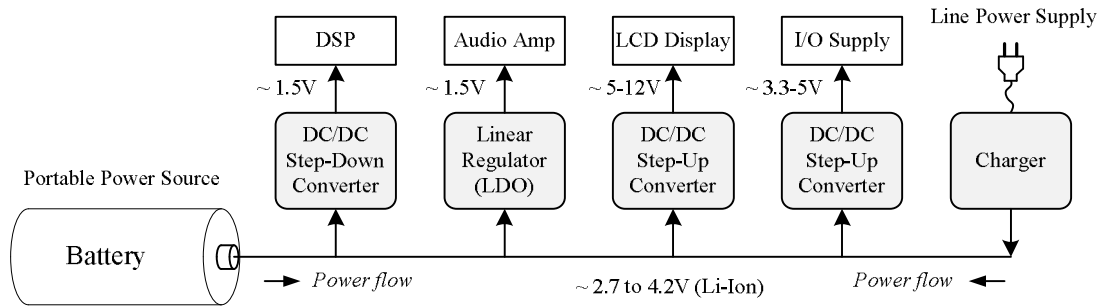 Line Power Supply
DSP
Audio Amp
LCD Display
I/O Supply
~ 1.5V
~ 1.5V
~ 5-12V
~ 3.3-5V
DC/DC
Step-Down
Converter
Linear
Regulator
(LDO)
DC/DC
Step-Up
Converter
DC/DC
Step-Up
Converter
Charger
Portable Power Source
Battery
Power flow
~ 2.7 to 4.2V (Li-Ion)
Power flow